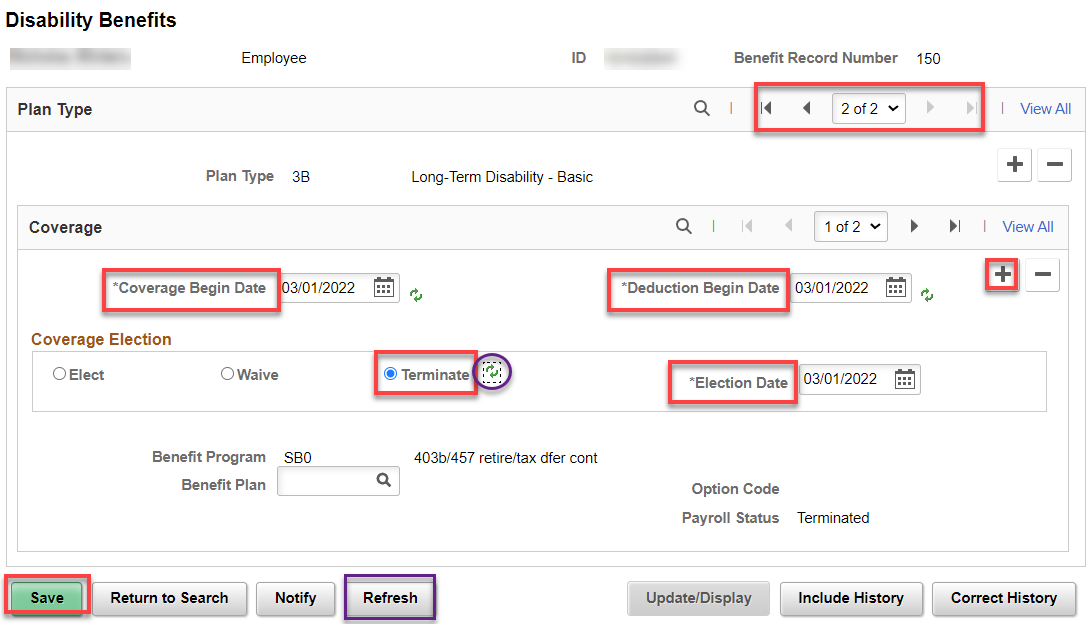 Disability Benefits
Employee ID Benefit Record Number 150
Plan Type 2 of 2 View All
Plan Type 3B Long-Term Disability - Basic
Coverage 1 of 2 View All
*Coverage Begin Date 03/01/2022 *Deduction Begin Date 03/01/2022
Coverage Election
Elect Waive Terminate *Election Date 03/01/2022
Benefit Program SB0 403b/457 retire/tax dfer cont
Benefit Plan
Option Code
Payroll Status Terminated
Save Return to Search Notify Refresh Update/Display Include History Correct History